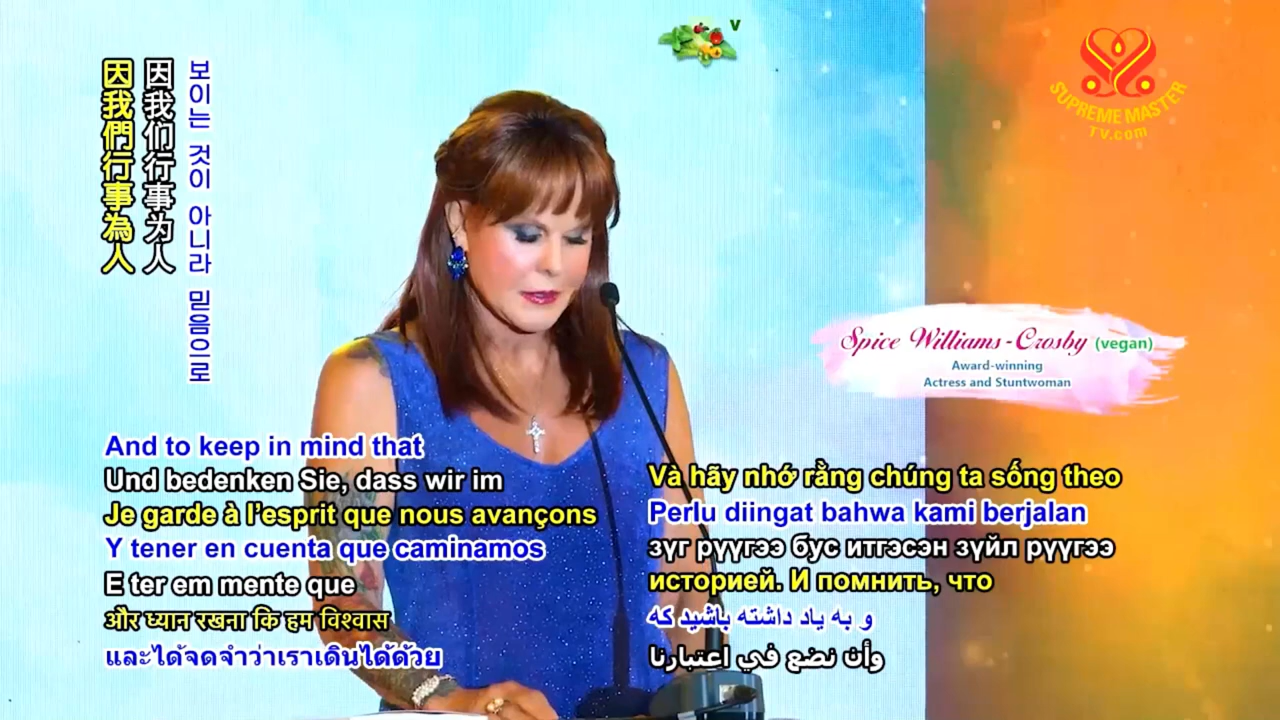 V
SUPREME MASTER
TV.com
因我們行事為人
因我们行事为人
보이는 것이 아니라 믿음으로
Spice Williams-Crosby (vegan)
Award-winning
Actress and Stuntwoman
And to keep in mind that
Und bedenken Sie, dass wir im
Je garde à l'esprit que nous avançons
Y tener en cuenta que caminamos
E ter em mente que
और ध्यान रखना कि हम विश्वास
และได้จดจำว่าเราเดินได้ด้วย
Và hãy nhớ rằng chúng ta sống theo
Perlu diingat bahwa kami berjalan
зүг рүүгээ бус итгэсэн зүйл рүүгээ
историей. И помнить, что
و به یاد داشته باشید که
وأن نضع في اعتبارنا